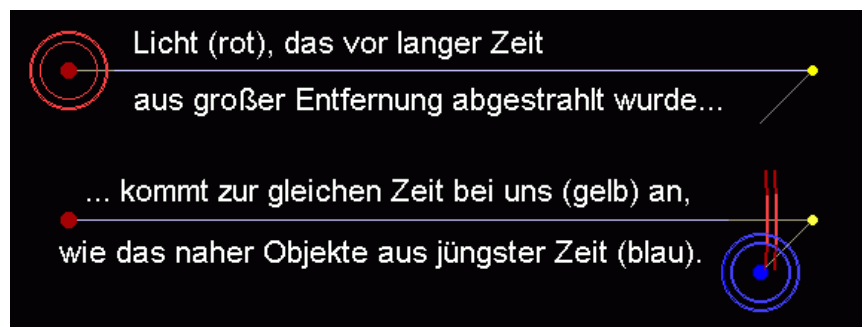 Licht (rot), das vor langer Zeit
aus großer Entfernung abgestrahlt wurde...
... kommt zur gleichen Zeit bei uns (gelb) an,
wie das naher Objekte aus jüngster Zeit (blau).